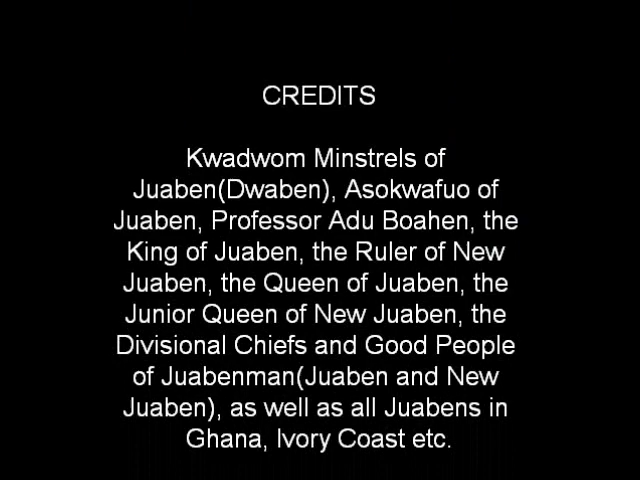 CREDITS
Kwadwom Minstrels of
Juaben(Dwaben), Asokwafuo of
Juaben, Professor Adu Boahen, the
King of Juaben, the Ruler of New
Juaben, the Queen of Juaben, the
Junior Queen of New Juaben, the
Divisional Chiefs and Good People
of Juabenman(Juaben and New
Juaben), as well as all Juabens in
Ghana, Ivory Coast etc.